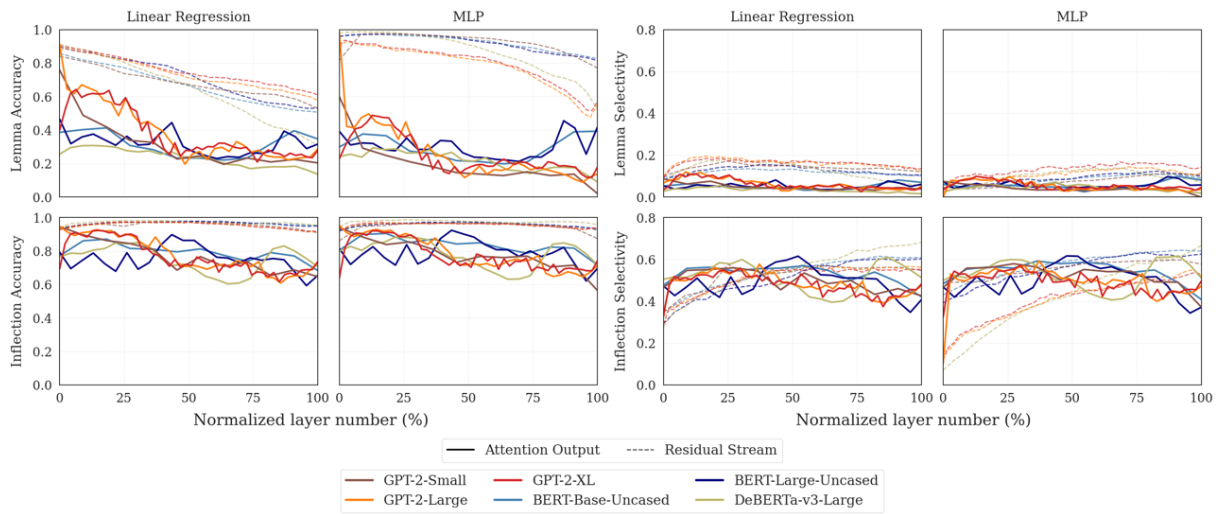 Linear Regression MLP Linear Regression MLP
Lemma Accuracy
1.0
0.8
0.6
0.4
0.2
0.0
Lemma Selectivity
0.8
0.6
0.4
0.2
0.0
Inflection Accuracy
1.0
0.8
0.6
0.4
0.2
0.0
Inflection Selectivity
0.8
0.6
0.4
0.2
0.0
0 25 50 75 100 0 25 50 75 100 0 25 50 75 100 0 25 50 75 100
Normalized layer number (%) Normalized layer number (%)
Attention Output Residual Stream
GPT-2-Small GPT-2-XL BERT-Large-Uncased
GPT-2-Large BERT-Base-Uncased DeBERTa-v3-Large